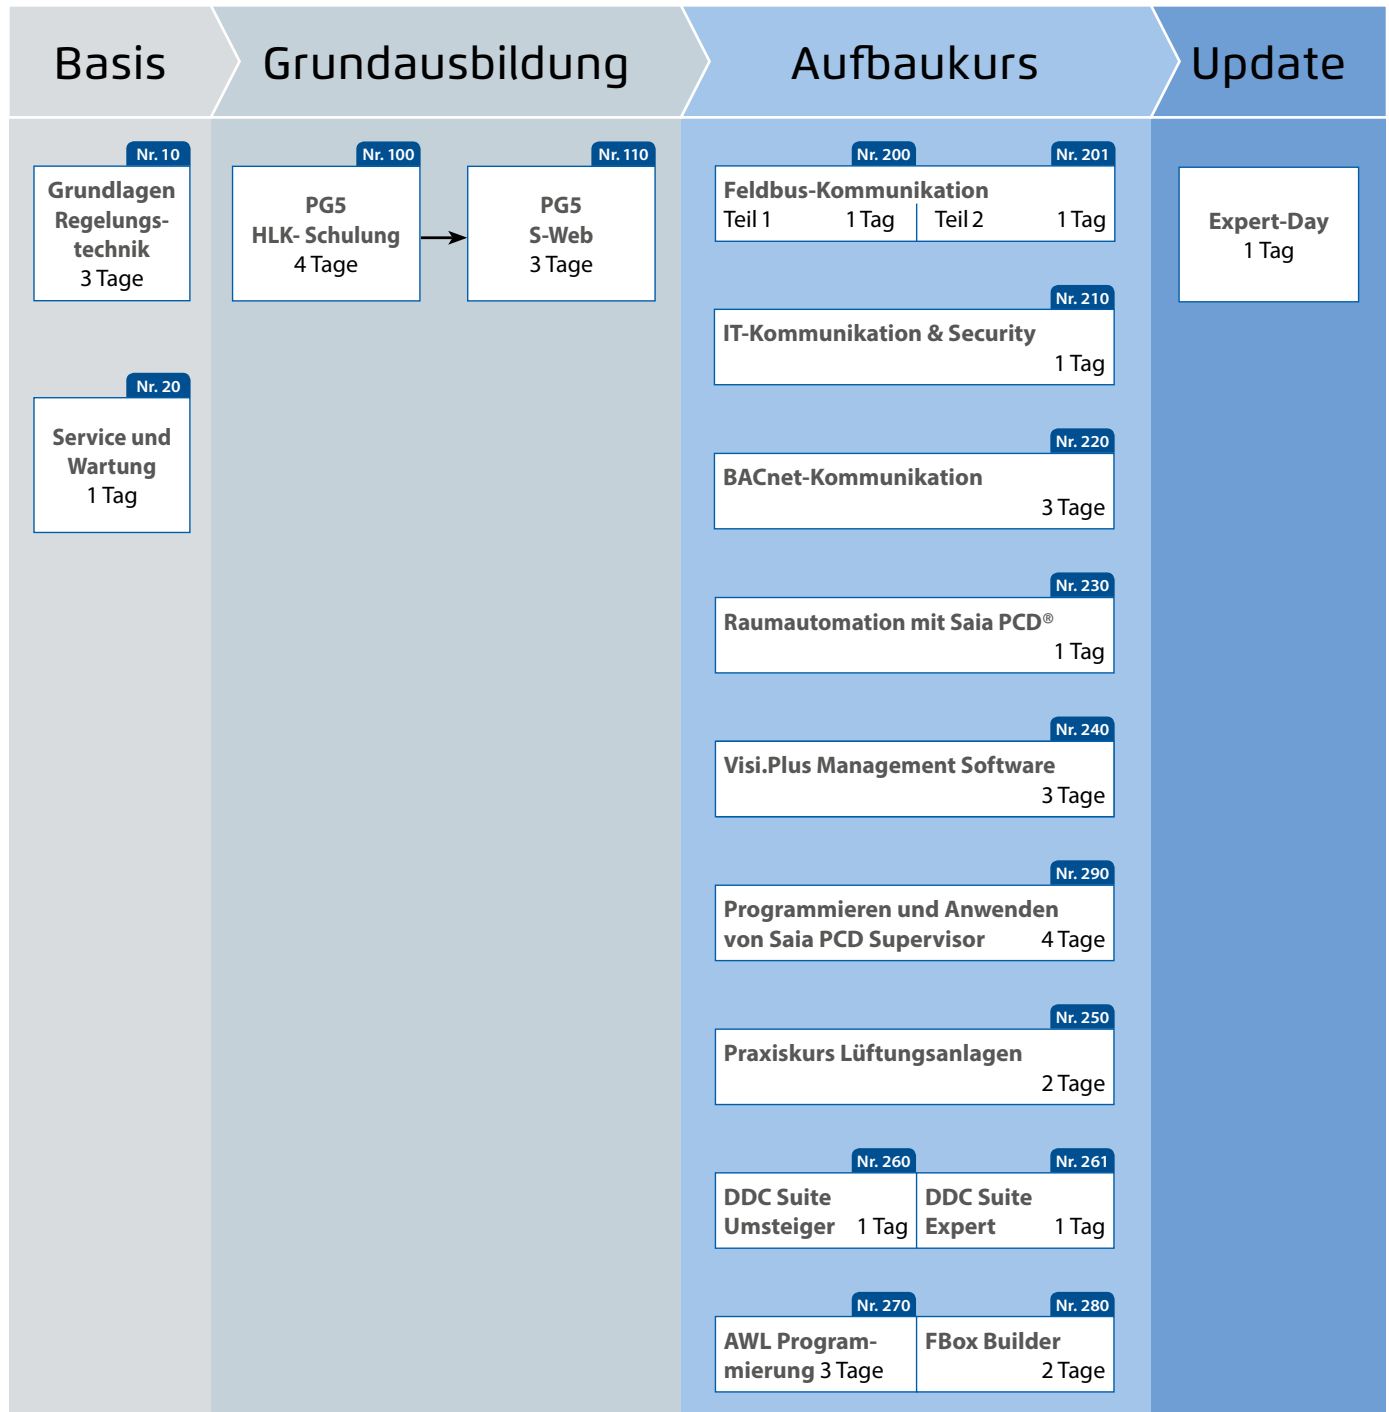 Basis
Grundausbildung
Aufbaukurs
Update
Nr. 10
Grundlagen
Regelungs-
technik
3 Tage
Nr. 20
Service und
Wartung
1 Tag
Nr. 100
PG5
HLK- Schulung
4 Tage
Nr. 110
PG5
S-Web
3 Tage
Nr. 200
Nr. 201
Feldbus-Kommunikation
Teil 1 1 Tag
Teil 2 1 Tag
Nr. 210
IT-Kommunikation & Security
1 Tag
Nr. 220
BACnet-Kommunikation
3 Tage
Nr. 230
Raumautomation mit Saia PCD®
1 Tag
Nr. 240
Visi.Plus Management Software
3 Tage
Nr. 290
Programmieren und Anwenden
von Saia PCD Supervisor 4 Tage
Nr. 250
Praxiskurs Lüftungsanlagen
2 Tage
Nr. 260
DDC Suite
Umsteiger 1 Tag
Nr. 261
DDC Suite
Expert 1 Tag
Nr. 270
AWL Program-
mierung 3 Tage
Nr. 280
FBox Builder
2 Tage
Expert-Day
1 Tag